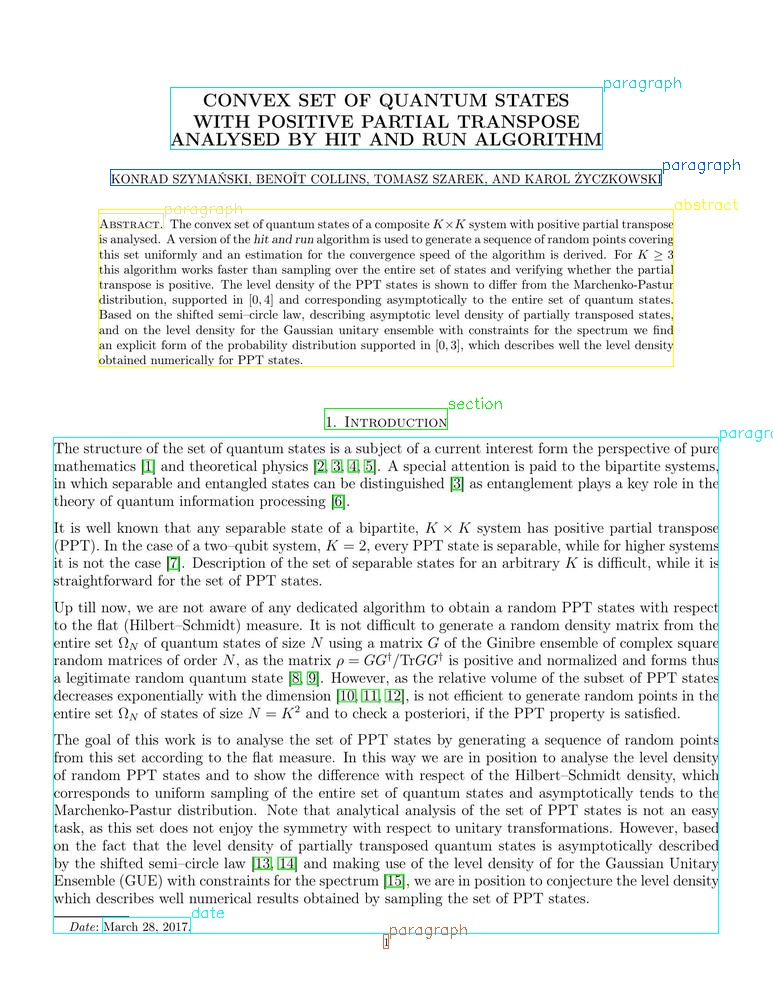 paragraph
CONVEX SET OF QUANTUM STATES
WITH POSITIVE PARTIAL TRANSPOSE
ANALYSED BY HIT AND RUN ALGORITHM
paragraph
KONRAD SZYMAŃSKI, BENOÎT COLLINS, TOMASZ SZAREK, AND KAROL ŻYCZKOWSKI
paragraph
abstract
ABSTRACT. The convex set of quantum states of a composite K×K system with positive partial transpose
is analysed. A version of the hit and run algorithm is used to generate a sequence of random points covering
this set uniformly and an estimation for the convergence speed of the algorithm is derived. For K ≥ 3
this algorithm works faster than sampling over the entire set of states and verifying whether the partial
transpose is positive. The level density of the PPT states is shown to differ from the Marchenko-Pastur
distribution, supported in [0, 4] and corresponding asymptotically to the entire set of quantum states.
Based on the shifted semi–circle law, describing asymptotic level density of partially transposed states,
and on the level density for the Gaussian unitary ensemble with constraints for the spectrum we find
an explicit form of the probability distribution supported in [0, 3], which describes well the level density
obtained numerically for PPT states.
section
1. INTRODUCTION
paragr
The structure of the set of quantum states is a subject of a current interest form the perspective of pure
mathematics [1] and theoretical physics [2, 3, 4, 5]. A special attention is paid to the bipartite systems,
in which separable and entangled states can be distinguished [3] as entanglement plays a key role in the
theory of quantum information processing [6].
It is well known that any separable state of a bipartite, K × K system has positive partial transpose
(PPT). In the case of a two–qubit system, K = 2, every PPT state is separable, while for higher systems
it is not the case [7]. Description of the set of separable states for an arbitrary K is difficult, while it is
straightforward for the set of PPT states.
Up till now, we are not aware of any dedicated algorithm to obtain a random PPT states with respect
to the flat (Hilbert–Schmidt) measure. It is not difficult to generate a random density matrix from the
entire set Ω_N of quantum states of size N using a matrix G of the Ginibre ensemble of complex square
random matrices of order N, as the matrix ρ = GG†/TrGG† is positive and normalized and forms thus
a legitimate random quantum state [8, 9]. However, as the relative volume of the subset of PPT states
decreases exponentially with the dimension [10, 11, 12], is not efficient to generate random points in the
entire set Ω_N of states of size N = K² and to check a posteriori, if the PPT property is satisfied.
The goal of this work is to analyse the set of PPT states by generating a sequence of random points
from this set according to the flat measure. In this way we are in position to analyse the level density
of random PPT states and to show the difference with respect of the Hilbert–Schmidt density, which
corresponds to uniform sampling of the entire set of quantum states and asymptotically tends to the
Marchenko-Pastur distribution. Note that analytical analysis of the set of PPT states is not an easy
task, as this set does not enjoy the symmetry with respect to unitary transformations. However, based
on the fact that the level density of partially transposed quantum states is asymptotically described
by the shifted semi–circle law [13, 14] and making use of the level density of for the Gaussian Unitary
Ensemble (GUE) with constraints for the spectrum [15], we are in position to conjecture the level density
which describes well numerical results obtained by sampling the set of PPT states.
date
Date: March 28, 2017.
paragraph
1